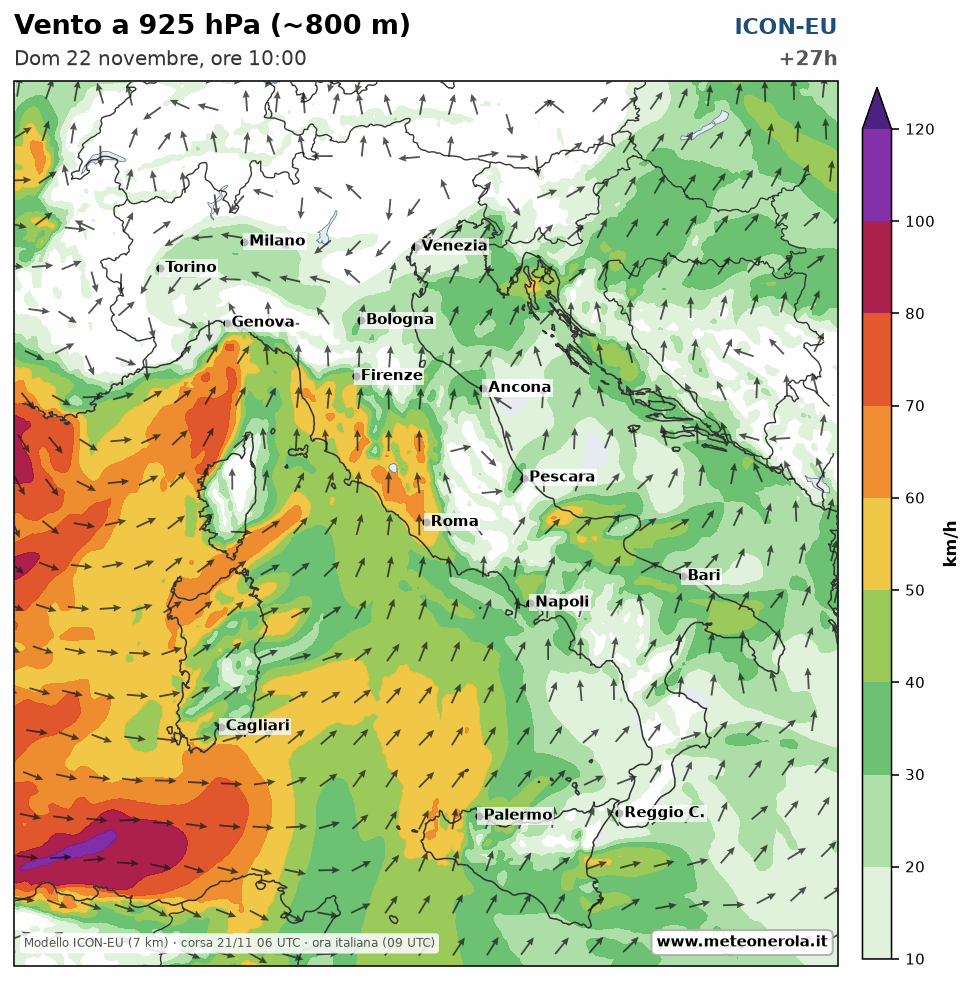 Vento a 925 hPa (~800 m)
ICON-EU
Dom 22 novembre, ore 10:00
+27h
120
100
80
70
60
50
40
30
20
10
km/h
Milano
Venezia
Torino
Genova
Bologna
Firenze
Ancona
Pescara
Roma
Bari
Napoli
Cagliari
Palermo
Reggio C.
Modello ICON-EU (7 km) · corsa 21/11 06 UTC · ora italiana (09 UTC)
www.meteonerola.it